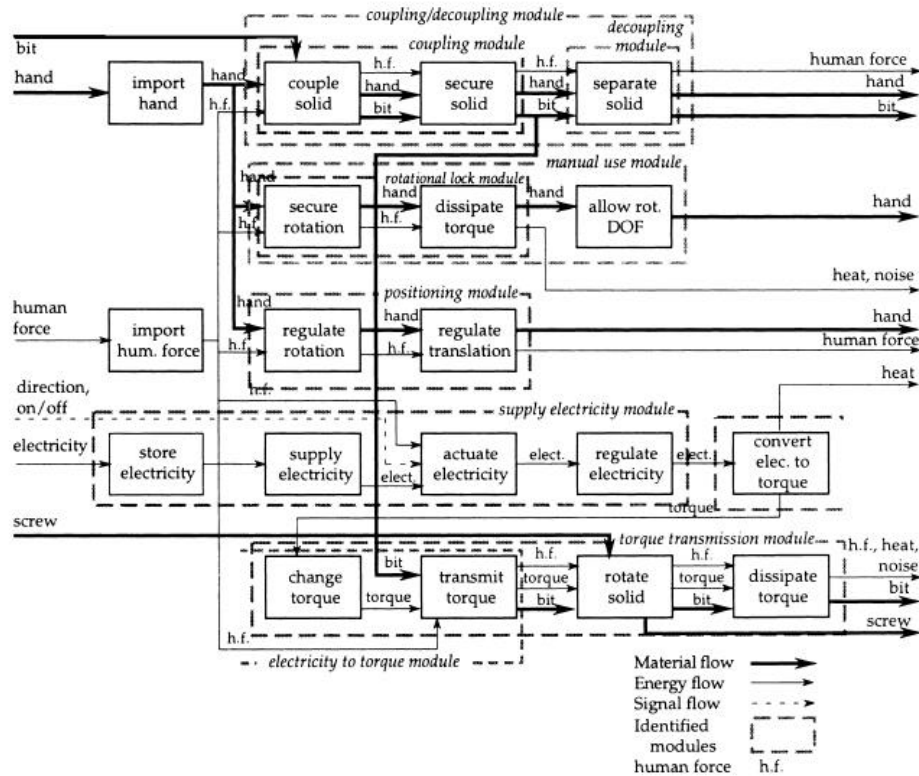 coupling/decoupling module
decoupling
module
coupling module
bit
hand
import
hand
hand
h.f.
couple
solid
h.f.
hand
bit
secure
solid
h.f.
hand
bit
separate
solid
human force
hand
bit
manual use module
rotational lock module
hand
h.f.
secure
rotation
hand
h.f.
dissipate
torque
hand
allow rot.
DOF
hand
heat, noise
positioning module
human
force
import
hum. force
hand
h.f.
regulate
rotation
hand
h.f.
regulate
translation
hand
human force
direction,
on/off
h.f.
supply electricity module
heat
electricity
store
electricity
supply
electricity
elect.
actuate
electricity
elect.
regulate
electricity
elect.
convert
elec. to
torque
torque
screw
torque transmission module
change
torque
bit
torque
h.f.
transmit
torque
h.f.
torque
bit
rotate
solid
h.f.
torque
bit
dissipate
torque
h.f., heat,
noise
bit
screw
electricity to torque module
Material flow
Energy flow
Signal flow
Identified
modules
human force h.f.